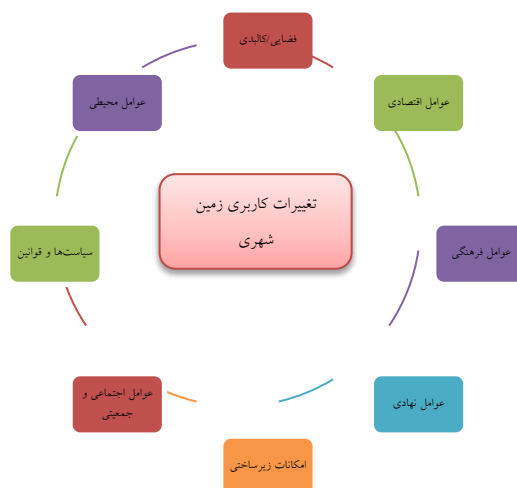 فضایی/کالبدی
عوامل اقتصادی
عوامل محیطی
تغییرات کاربری زمین
شهری
عوامل فرهنگی
سیاست‌ها و قوانین
عوامل نهادی
عوامل اجتماعی و
جمعیتی
امکانات زیرساختی